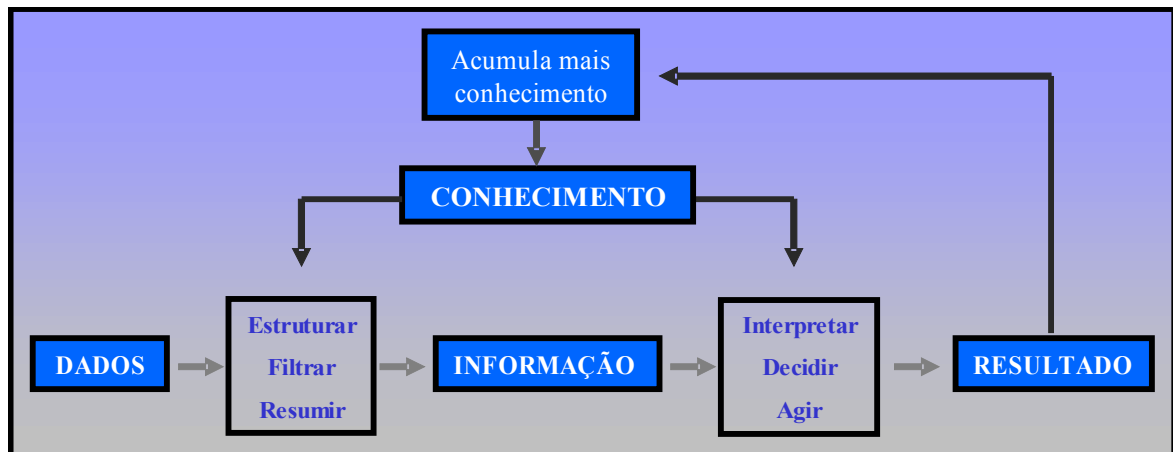 Acumula mais
conhecimento
CONHECIMENTO
DADOS
Estruturar
Filtrar
Resumir
INFORMAÇÃO
Interpretar
Decidir
Agir
RESULTADO